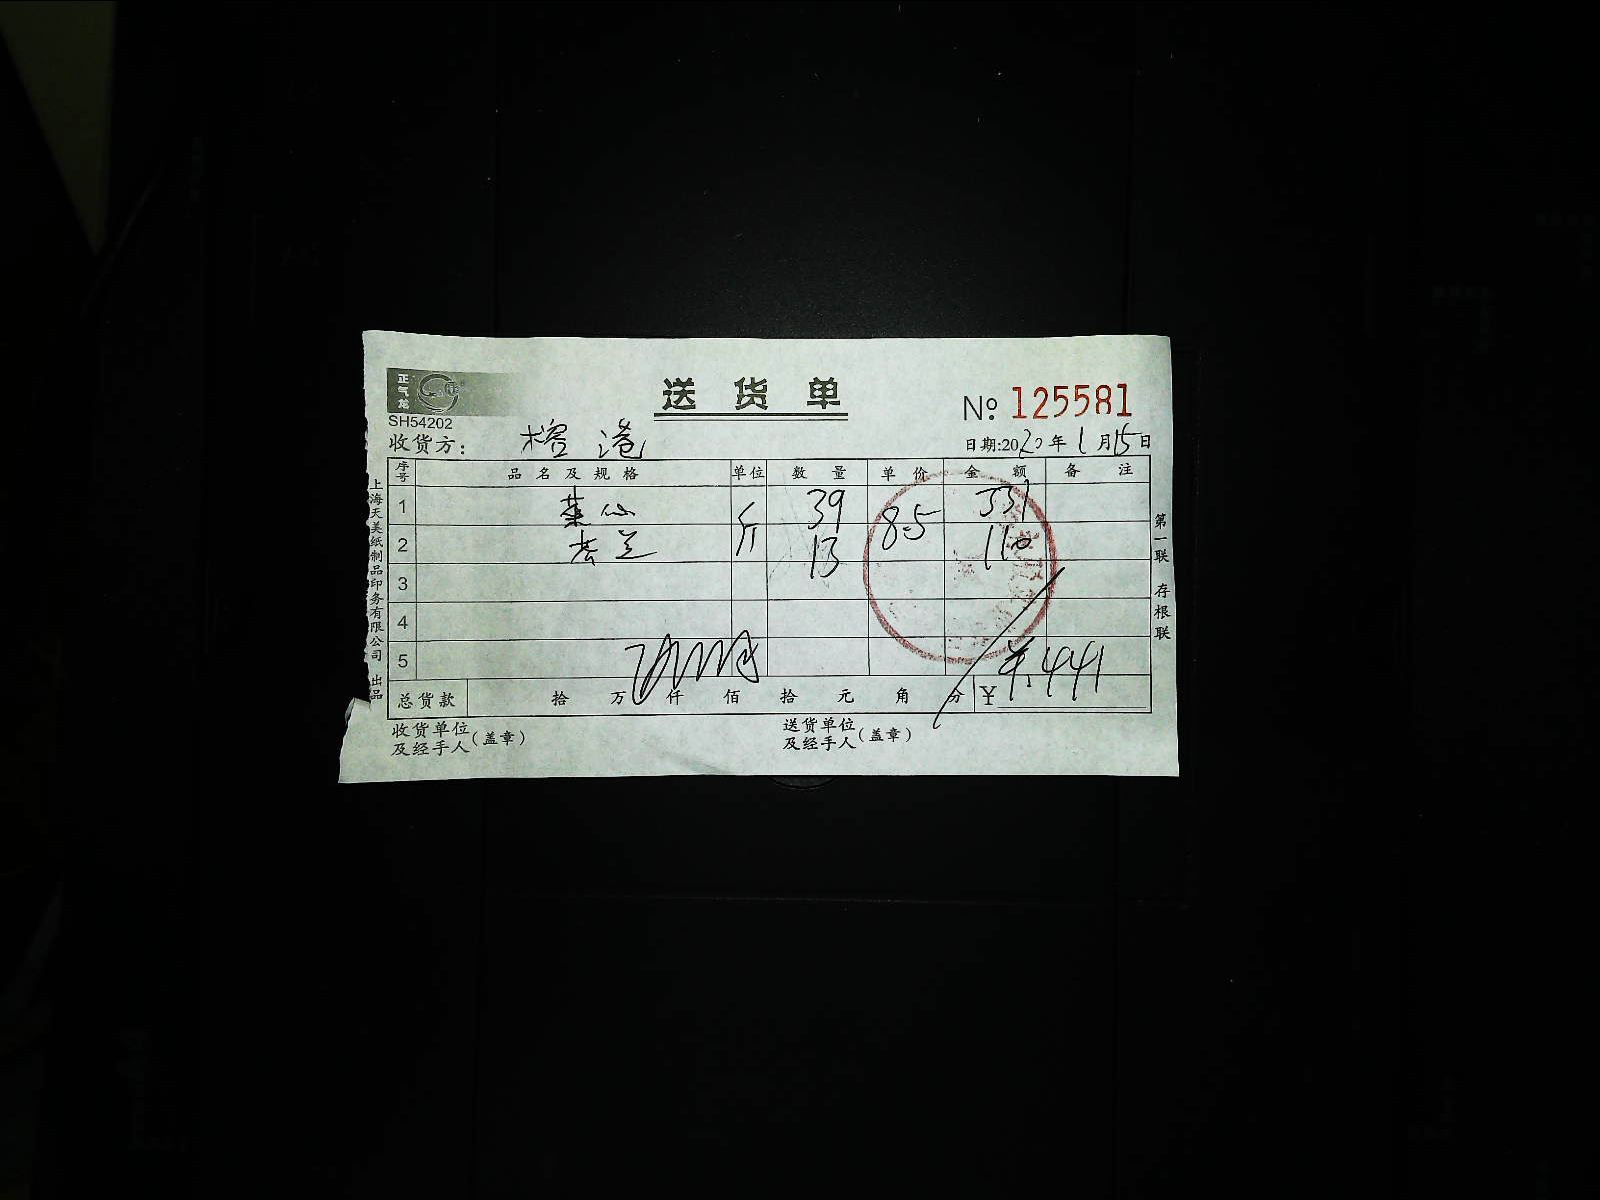 正气龙
SH54202
送货单
№ 125581
收货方： 榕港
日期:2020年1月15日
序号 品名及规格 单位 数量 单价 金额 备注
1 菜心 斤 39 8.5 331
2 芥兰 13 110
3
4
5
总货款 拾 万 仟 佰 拾 元 角 分 ¥ ¥.441
收货单位及经手人(盖章)
送货单位及经手人(盖章)
上海天美纸制品印务有限公司 出品
第一联 存根联